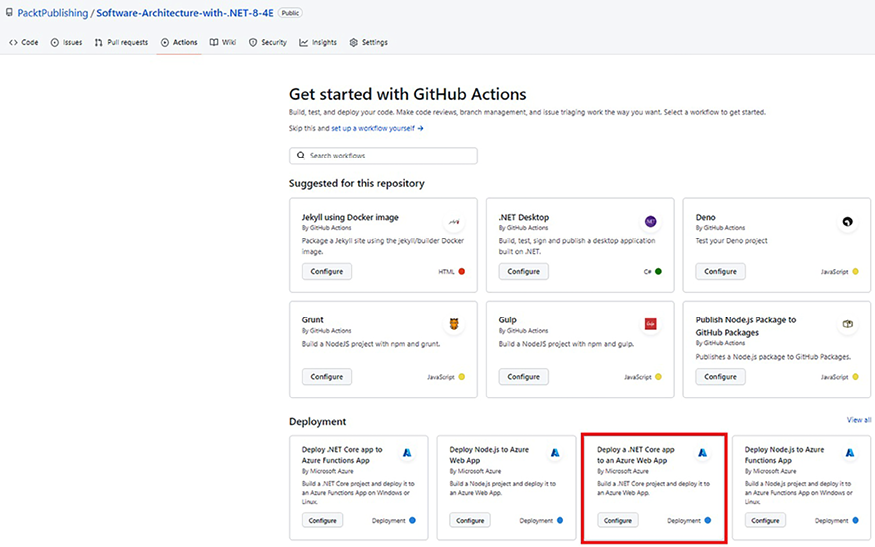 PacktPublishing / Software-Architecture-with-.NET-8-4E Public
Code Issues Pull requests Actions Wiki Security Insights Settings
Get started with GitHub Actions
Build, test, and deploy your code. Make code reviews, branch management, and issue triaging work the way you want. Select a workflow to get started.
Skip this and set up a workflow yourself →
Search workflows
Suggested for this repository
Jekyll using Docker image
By GitHub Actions
Package a Jekyll site using the jekyll/builder Docker
image.
Configure
HTML
.NET Desktop
By GitHub Actions
Build, test, sign and publish a desktop application
built on .NET.
Configure
C#
Deno
By GitHub Actions
Test your Deno project
Configure
JavaScript
Grunt
By GitHub Actions
Build a NodeJS project with npm and grunt.
Configure
JavaScript
Gulp
By GitHub Actions
Build a NodeJS project with npm and gulp.
Configure
JavaScript
Publish Node.js Package to
GitHub Packages
By GitHub Actions
Publishes a Node.js package to GitHub Packages.
Configure
JavaScript
Deployment
View all
Deploy .NET Core app to
Azure Functions App
By Microsoft Azure
Build a .NET Core project and deploy it to
an Azure Functions App on Windows or
Linux.
Configure
Deployment
Deploy Node.js to Azure
Web App
By Microsoft Azure
Build a Node.js project and deploy it to
an Azure Web App.
Configure
Deployment
Deploy a .NET Core app
to an Azure Web App
By Microsoft Azure
Build a .NET Core project and deploy it to
an Azure Web App.
Configure
Deployment
Deploy Node.js to Azure
Functions App
By Microsoft Azure
Build a Node.js project and deploy it to
an Azure Functions App on Windows or
Linux.
Configure
Deployment